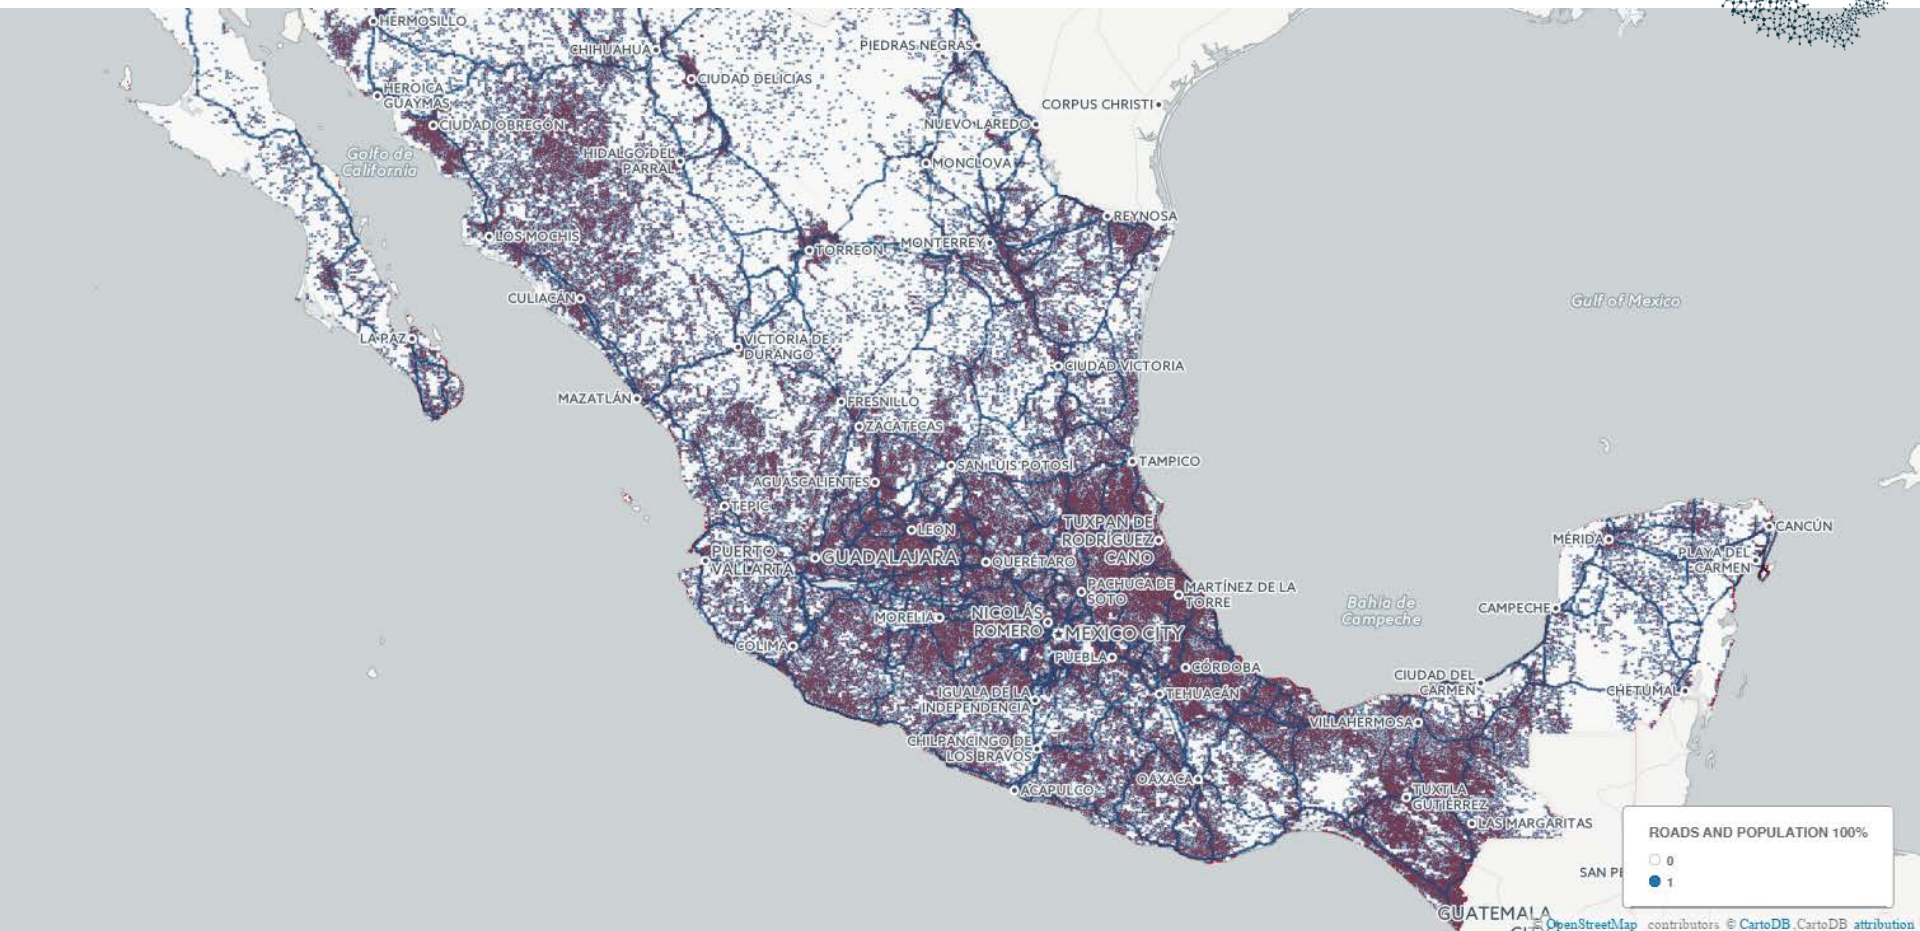 HERMOSILLO
CHIHUAHUA
PIEDRAS NEGRAS
CIUDAD DELICIAS
HEROICA
GUAYMAS
CORPUS CHRISTI
CIUDAD OBREGÓN
NUEVO LAREDO
Golfo de
California
HIDALGO DEL
PARRAL
MONCLOVA
REYNOSA
LOS MOCHIS
TORREÓN
MONTERREY
CULIACÁN
Gulf of Mexico
LA PAZ
VICTORIA DE
DURANGO
CIUDAD VICTORIA
MAZATLÁN
FRESNILLO
ZACATECAS
SAN LUIS POTOSÍ
TAMPICO
AGUASCALIENTES
TEPIC
LEÓN
TUXPAN DE
RODRÍGUEZ
CANO
CANCÚN
MÉRIDA
PUERTO
VALLARTA
GUADALAJARA
QUERÉTARO
PLAYA DEL
CARMEN
PACHUCA DE
SOTO
MARTÍNEZ DE LA
TORRE
Bahía de
Campeche
CAMPECHE
MORELIA
NICOLÁS
ROMERO
MEXICO CITY
COLIMA
PUEBLA
CÓRDOBA
CIUDAD DEL
CARMEN
CHETUMAL
IGUALA DE LA
INDEPENDENCIA
TEHUACÁN
VILLAHERMOSA
CHILPANCINGO DE
LOS BRAVOS
OAXACA
ACAPULCO
TUXTLA
GUTIÉRREZ
LAS MARGARITAS
ROADS AND POPULATION 100%
0
1
SAN PE
GUATEMALA
© OpenStreetMap contributors © CartoDB, CartoDB attribution